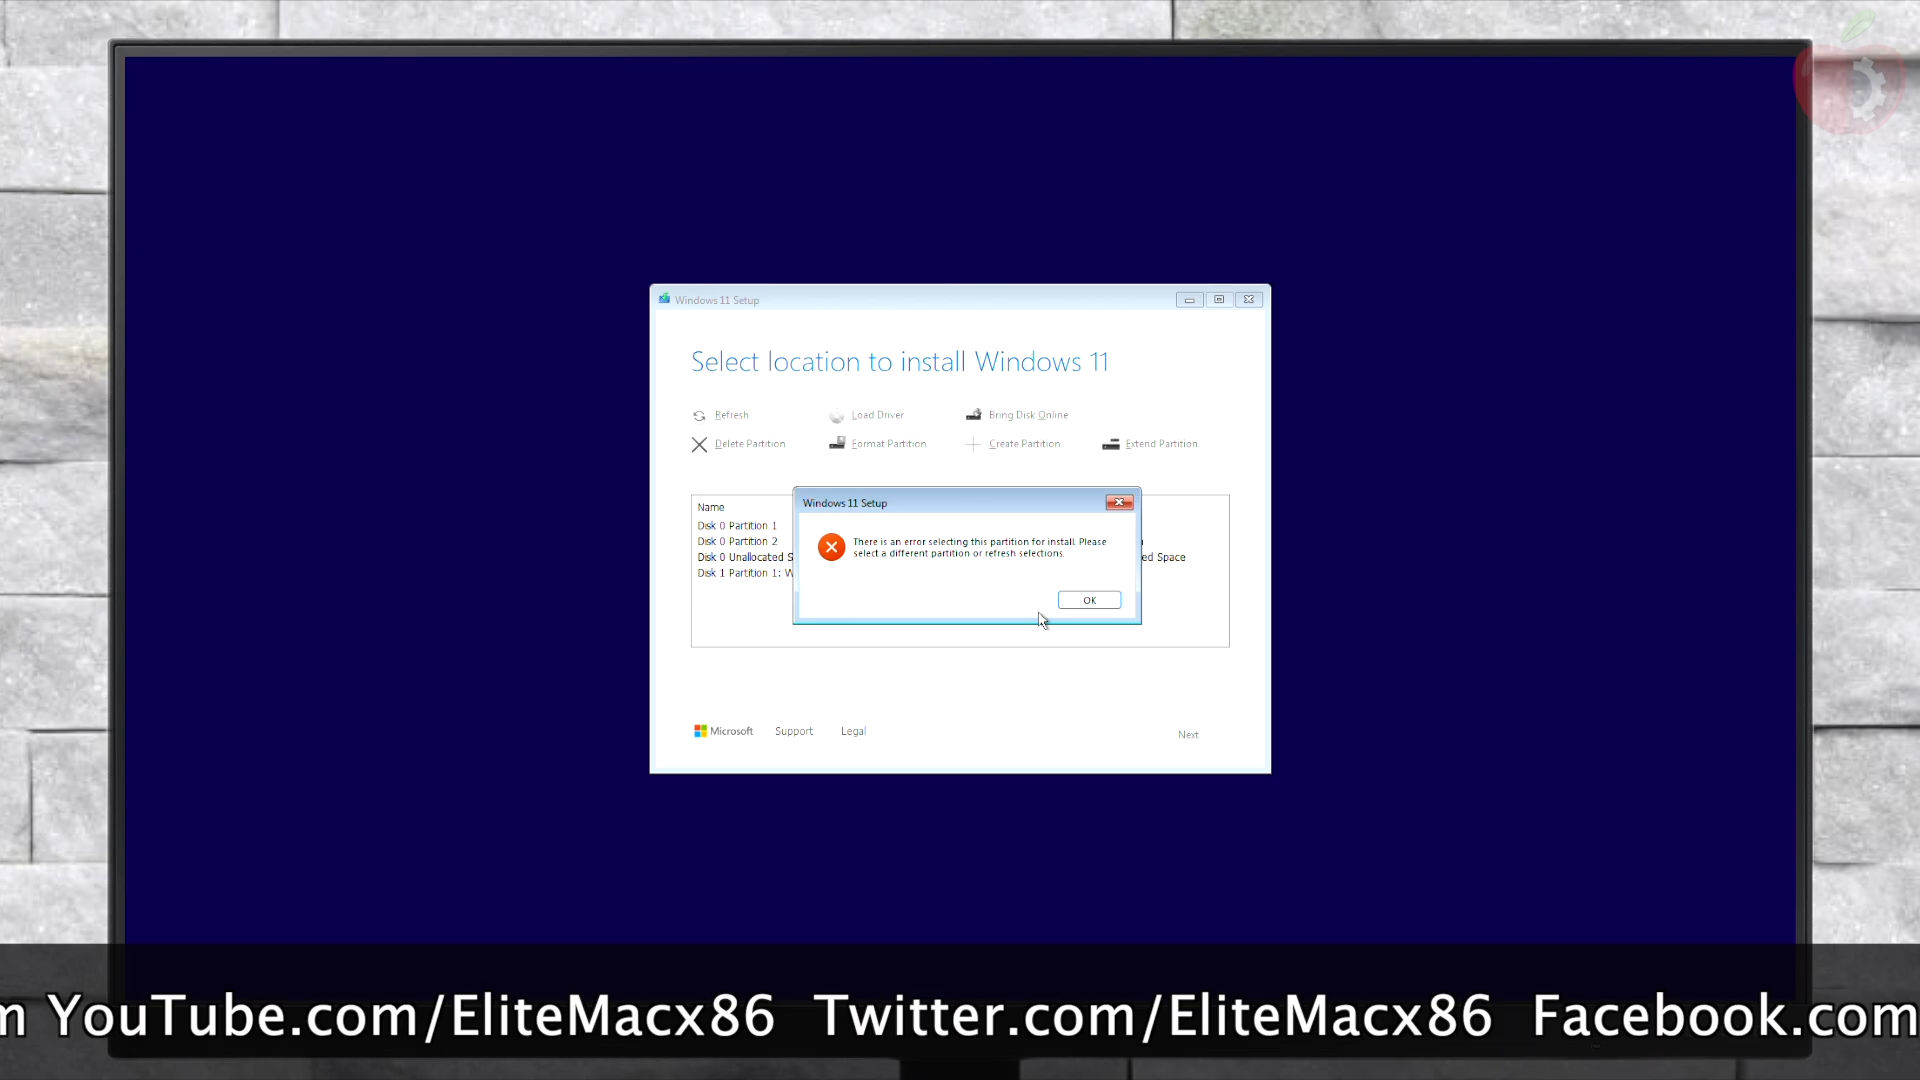 Windows 11 Setup
Select location to install Windows 11
Refresh
Load Driver
Bring Disk Online
Delete Partition
Format Partition
Create Partition
Extend Partition
Name
Disk 0 Partition 1
Disk 0 Partition 2
Disk 0 Unallocated S
ed Space
Disk 1 Partition 1: W
Windows 11 Setup
There is an error selecting this partition for install. Please
select a different partition or refresh selections.
OK
Microsoft
Support
Legal
Next
YouTube.com/EliteMacx86 Twitter.com/EliteMacx86 Facebook.com